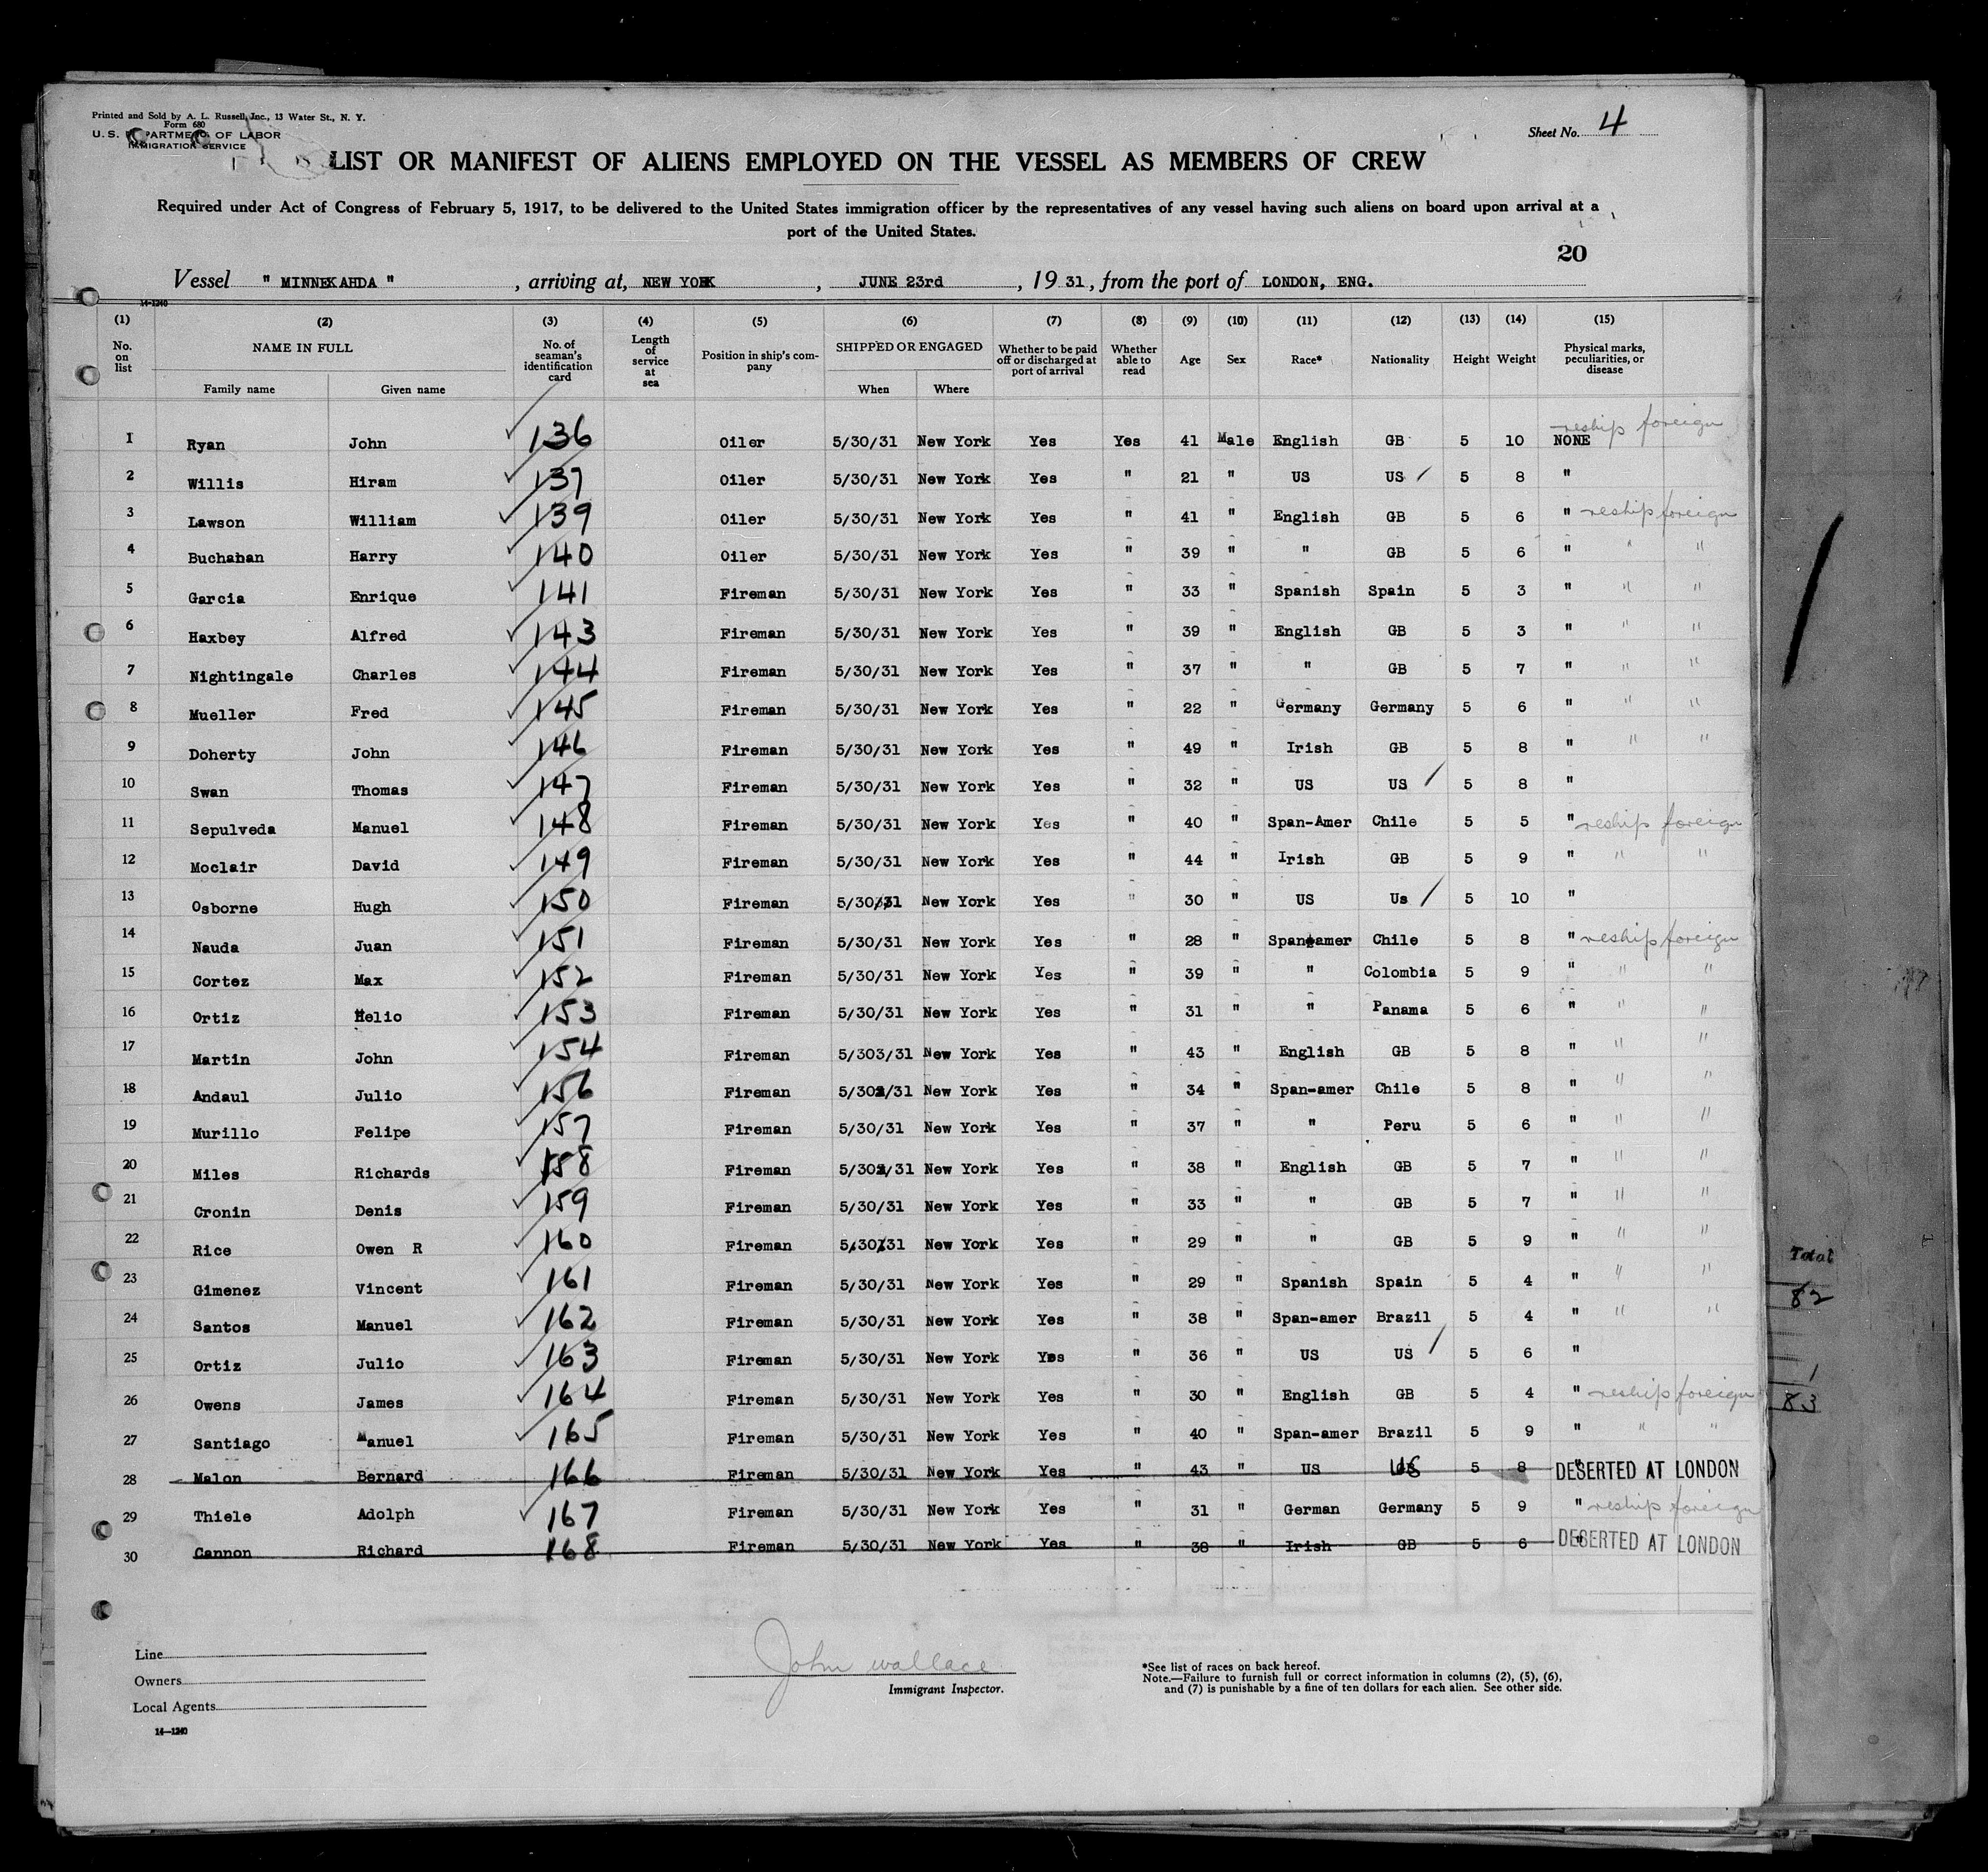 Printed and Sold by A. L. Russell, Inc., 13 Water St., N. Y.
Form 680
U. S. DEPARTMENT OF LABOR
IMMIGRATION SERVICE
Sheet No. 4
LIST OR MANIFEST OF ALIENS EMPLOYED ON THE VESSEL AS MEMBERS OF CREW
Required under Act of Congress of February 5, 1917, to be delivered to the United States immigration officer by the representatives of any vessel having such aliens on board upon arrival at a
port of the United States.
20
Vessel " MINNEKAHDA " , arriving at, NEW YORK , JUNE 23rd , 19 31 , from the port of LONDON, ENG.
14-1240
(1) (2) (3) (4) (5) (6) (7) (8) (9) (10) (11) (12) (13) (14) (15)
No. on list NAME IN FULL Family name Given name No. of seaman's identification card Length of service at sea Position in ship's company SHIPPED OR ENGAGED When Where Whether to be paid off or discharged at port of arrival Whether able to read Age Sex Race* Nationality Height Weight Physical marks, peculiarities, or disease
1 Ryan John 136 Oiler 5/30/31 New York Yes Yes 41 Male English GB 5 10 NONE reship foreign
2 Willis Hiram 137 Oiler 5/30/31 New York Yes " 21 " US US 5 8 "
3 Lawson William 139 Oiler 5/30/31 New York Yes " 41 " English GB 5 6 " reship foreign
4 Buchahan Harry 140 Oiler 5/30/31 New York Yes " 39 " " GB 5 6 " " "
5 Garcia Enrique 141 Fireman 5/30/31 New York Yes " 33 " Spanish Spain 5 3 " " "
6 Haxbey Alfred 143 Fireman 5/30/31 New York Yes " 39 " English GB 5 3 " " "
7 Nightingale Charles 144 Fireman 5/30/31 New York Yes " 37 " " GB 5 7 " " "
8 Mueller Fred 145 Fireman 5/30/31 New York Yes " 22 " Germany Germany 5 6 " " "
9 Doherty John 146 Fireman 5/30/31 New York Yes " 49 " Irish GB 5 8 " " "
10 Swan Thomas 147 Fireman 5/30/31 New York Yes " 32 " US US 5 8 "
11 Sepulveda Manuel 148 Fireman 5/30/31 New York Yes " 40 " Span-Amer Chile 5 5 " reship foreign
12 Moclair David 149 Fireman 5/30/31 New York Yes " 44 " Irish GB 5 9 " " "
13 Osborne Hugh 150 Fireman 5/30/31 New York Yes " 30 " US Us 5 10 "
14 Nauda Juan 151 Fireman 5/30/31 New York Yes " 28 " Span-amer Chile 5 8 " reship foreign
15 Cortez Max 152 Fireman 5/30/31 New York Yes " 39 " " Colombia 5 9 " " "
16 Ortiz Helio 153 Fireman 5/30/31 New York Yes " 31 " " Panama 5 6 " " "
17 Martin John 154 Fireman 5/303/31 New York Yes " 43 " English GB 5 8 " " "
18 Andaul Julio 156 Fireman 5/30/31 New York Yes " 34 " Span-amer Chile 5 8 " " "
19 Murillo Felipe 157 Fireman 5/30/31 New York Yes " 37 " " Peru 5 6 " " "
20 Miles Richards 158 Fireman 5/30/31 New York Yes " 38 " English GB 5 7 " " "
21 Cronin Denis 159 Fireman 5/30/31 New York Yes " 33 " " GB 5 7 " " "
22 Rice Owen R 160 Fireman 5/30/31 New York Yes " 29 " " GB 5 9 " " "
23 Gimenez Vincent 161 Fireman 5/30/31 New York Yes " 29 " Spanish Spain 5 4 " " "
24 Santos Manuel 162 Fireman 5/30/31 New York Yes " 38 " Span-amer Brazil 5 4 " " "
25 Ortiz Julio 163 Fireman 5/30/31 New York Yes " 36 " US US 5 6 "
26 Owens James 164 Fireman 5/30/31 New York Yes " 30 " English GB 5 4 " reship foreign
27 Santiago Manuel 165 Fireman 5/30/31 New York Yes " 40 " Span-amer Brazil 5 9 " " "
28 Malon Bernard 166 Fireman 5/30/31 New York Yes " 43 " US US 5 8 " DESERTED AT LONDON
29 Thiele Adolph 167 Fireman 5/30/31 New York Yes " 31 " German Germany 5 9 " reship foreign
30 Cannon Richard 168 Fireman 5/30/31 New York Yes " 38 " Irish GB 5 6 " DESERTED AT LONDON
Total
82
1
83
Line
Owners
Local Agents
14—1240
John Wallace
Immigrant Inspector.
*See list of races on back hereof.
Note.—Failure to furnish full or correct information in columns (2), (5), (6),
and (7) is punishable by a fine of ten dollars for each alien. See other side.